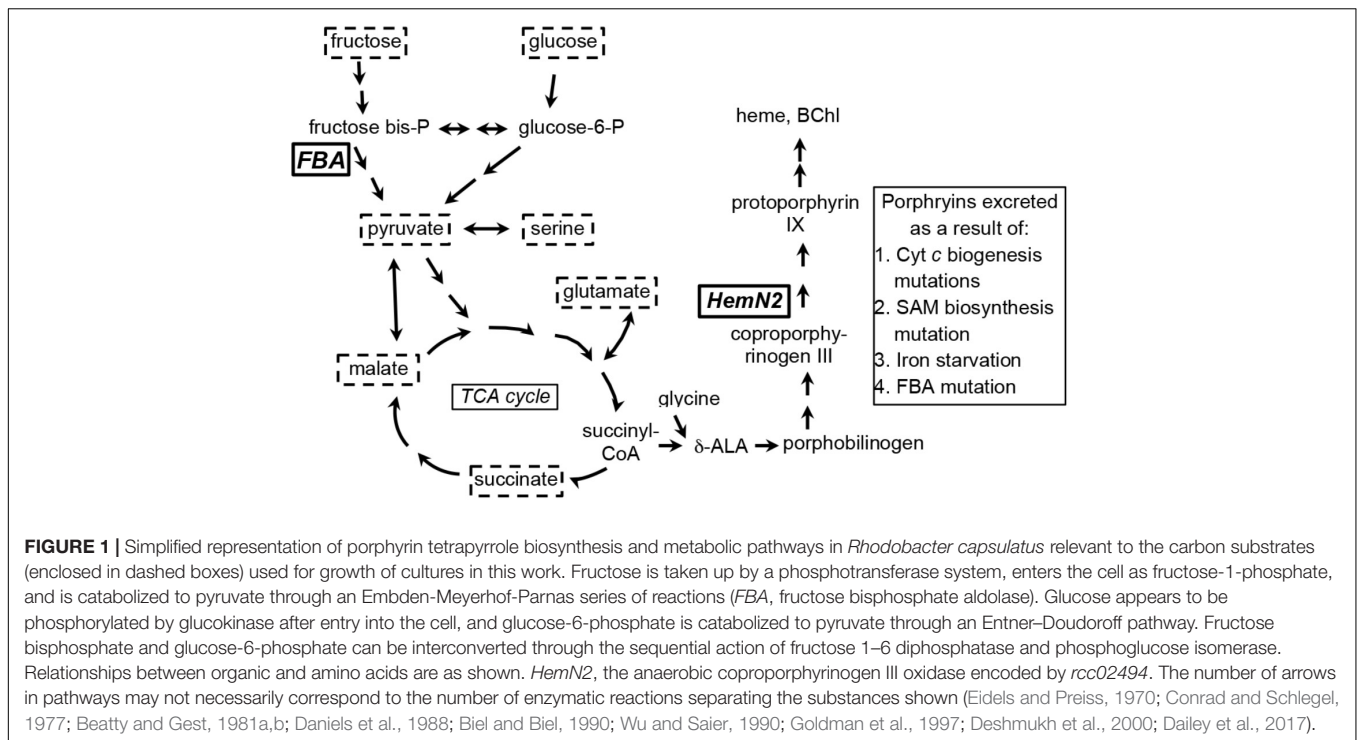 fructose
glucose
fructose bis-P
glucose-6-P
FBA
pyruvate
serine
glutamate
malate
TCA cycle
succinyl-
CoA
succinate
glycine
δ-ALA
porphobilinogen
coproporphy-
rinogen III
HemN2
protoporphyrin
IX
heme, BChl
Porphryins excreted
as a result of:
1. Cyt c biogenesis
mutations
2. SAM biosynthesis
mutation
3. Iron starvation
4. FBA mutation
FIGURE 1 | Simplified representation of porphyrin tetrapyrrole biosynthesis and metabolic pathways in Rhodobacter capsulatus relevant to the carbon substrates
(enclosed in dashed boxes) used for growth of cultures in this work. Fructose is taken up by a phosphotransferase system, enters the cell as fructose-1-phosphate,
and is catabolized to pyruvate through an Embden-Meyerhof-Parnas series of reactions (FBA, fructose bisphosphate aldolase). Glucose appears to be
phosphorylated by glucokinase after entry into the cell, and glucose-6-phosphate is catabolized to pyruvate through an Entner–Doudoroff pathway. Fructose
bisphosphate and glucose-6-phosphate can be interconverted through the sequential action of fructose 1–6 diphosphatase and phosphoglucose isomerase.
Relationships between organic and amino acids are as shown. HemN2, the anaerobic coproporphyrinogen III oxidase encoded by rcc02494. The number of arrows
in pathways may not necessarily correspond to the number of enzymatic reactions separating the substances shown (Eidels and Preiss, 1970; Conrad and Schlegel,
1977; Beatty and Gest, 1981a,b; Daniels et al., 1988; Biel and Biel, 1990; Wu and Saier, 1990; Goldman et al., 1997; Deshmukh et al., 2000; Dailey et al., 2017).